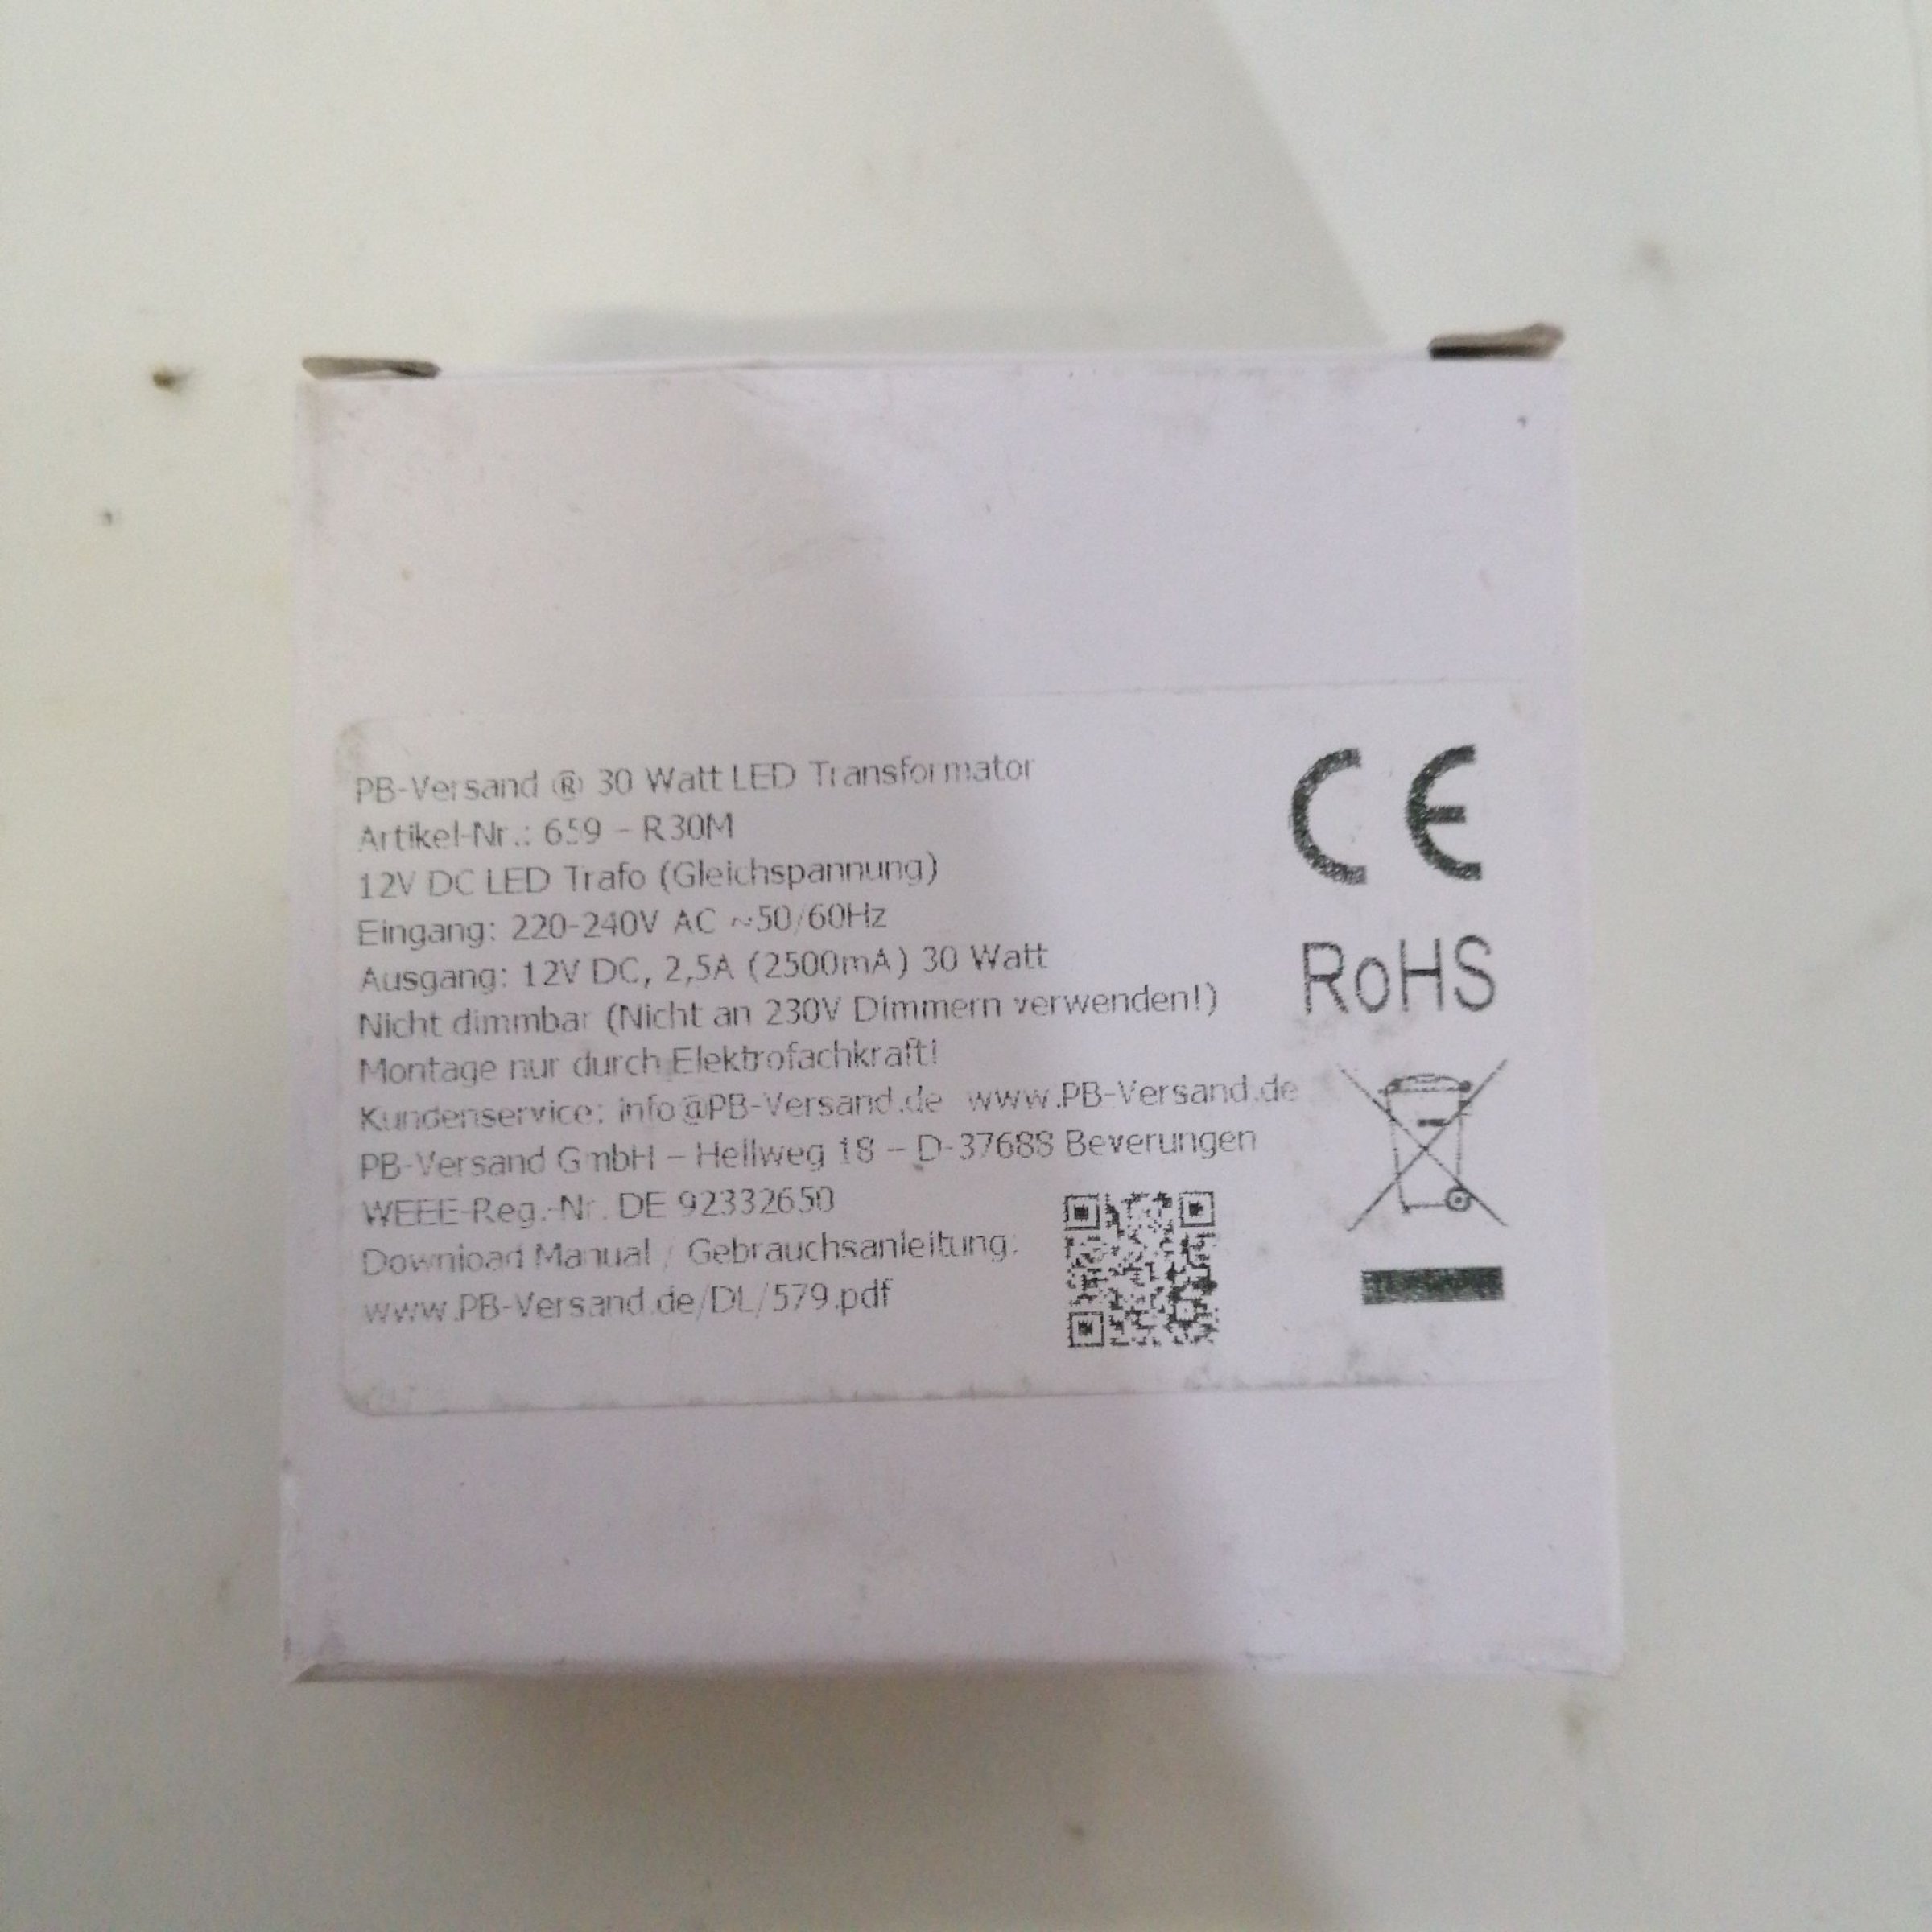 PB-Versand ® 30 Watt LED Transformator
Artikel-Nr.: 659 – R30M
12V DC LED Trafo (Gleichspannung)
Eingang: 220-240V AC ~50/60Hz
Ausgang: 12V DC, 2,5A (2500mA) 30 Watt
Nicht dimmbar (Nicht an 230V Dimmern verwenden!)
Montage nur durch Elektrofachkraft!
Kundenservice: info@PB-Versand.de www.PB-Versand.de
PB-Versand GmbH – Hellweg 18 – D-37688 Beverungen
WEEE-Reg.-Nr. DE 92332650
Download Manual / Gebrauchsanleitung:
www.PB-Versand.de/DL/579.pdf
CE
RoHS